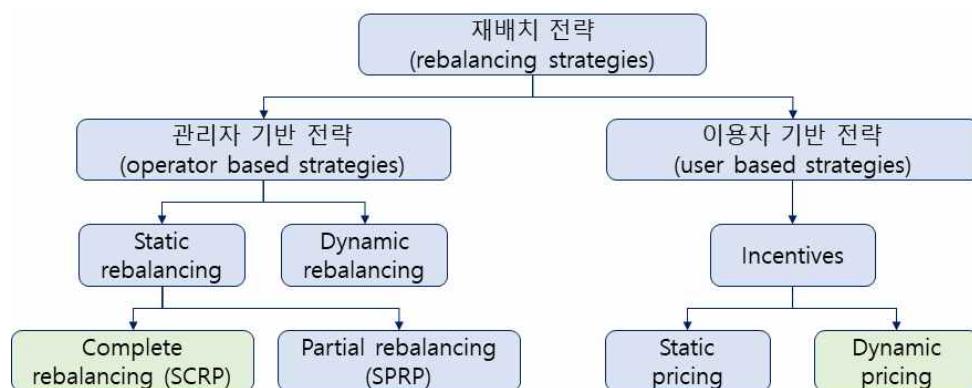 재배치 전략
(rebalancing strategies)
관리자 기반 전략
(operator based strategies)
이용자 기반 전략
(user based strategies)
Static
rebalancing
Dynamic
rebalancing
Incentives
Complete
rebalancing (SCRP)
Partial rebalancing
(SPRP)
Static
pricing
Dynamic
pricing